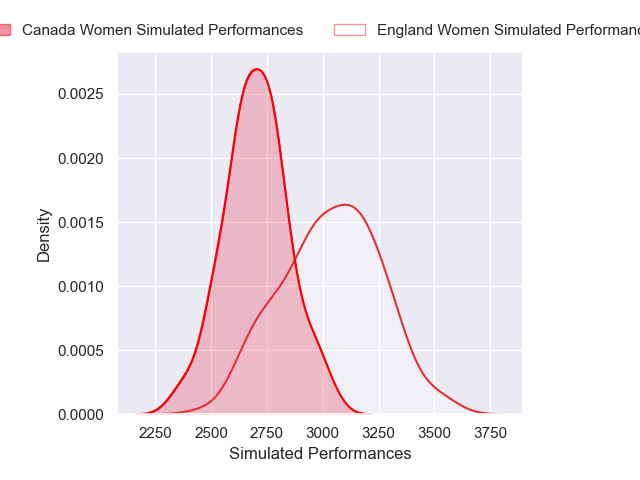 Canada Women Simulated Performances
England Women Simulated
0.0025
0.0020
0.0015
0.0010
0.0005
0.0000
Density
2250 2500 2750 3000 3250 3500 3750
Simulated Performances